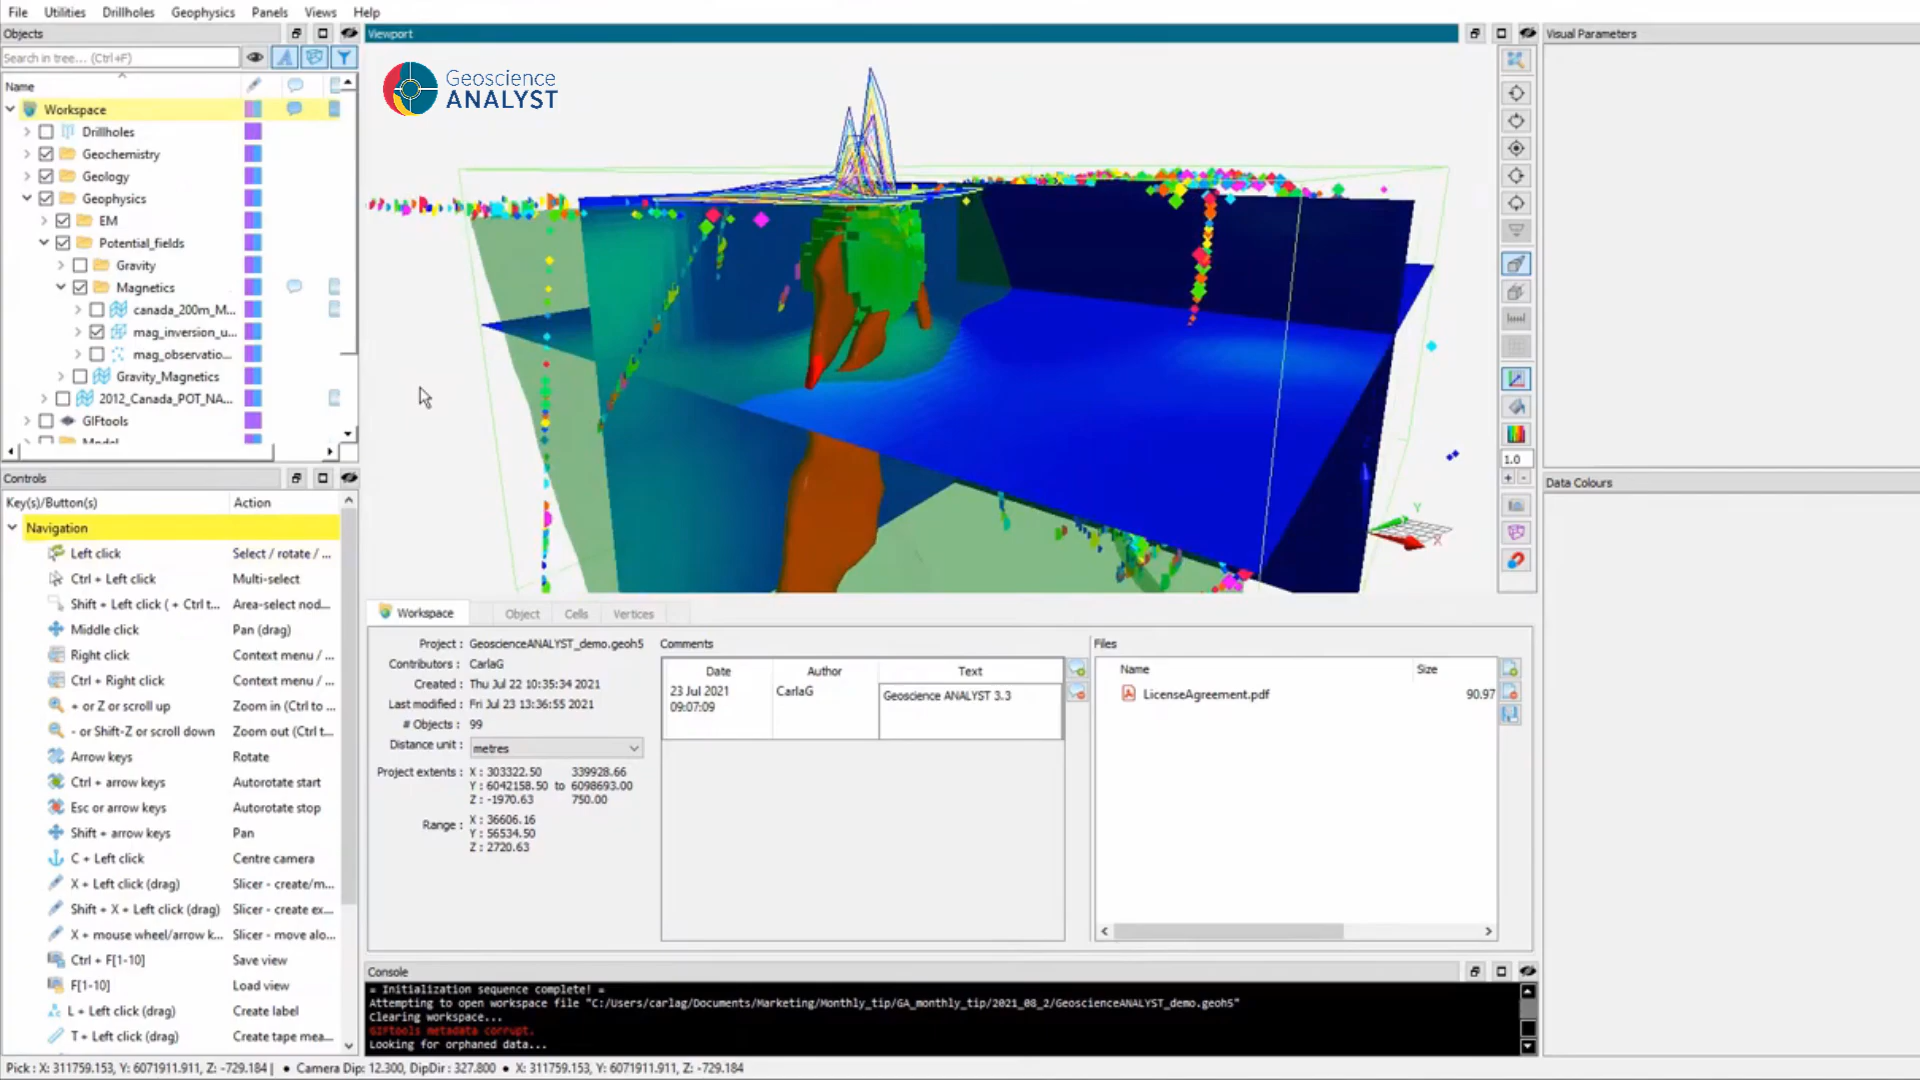 File Utilities Drillholes Geophysics Panels Views Help
Objects
Search in tree... (Ctrl+F)
Name
Workspace
Drillholes
Geochemistry
Geology
Geophysics
EM
Potential_fields
Gravity
Magnetics
canada_200m_M...
mag_inversion_u...
mag_observatio...
Gravity_Magnetics
2012_Canada_POT_NA...
GIFtools
Model
Controls
Key(s)/Button(s) Action
Navigation
Left click Select / rotate / ...
Ctrl + Left click Multi-select
Shift + Left click ( + Ctrl t... Area-select nod...
Middle click Pan (drag)
Right click Context menu / ...
Ctrl + Right click Context menu / ...
+ or Z or scroll up Zoom in (Ctrl to ...
- or Shift-Z or scroll down Zoom out (Ctrl t...
Arrow keys Rotate
Ctrl + arrow keys Autorotate start
Esc or arrow keys Autorotate stop
Shift + arrow keys Pan
C + Left click Centre camera
X + Left click (drag) Slicer - create/m...
Shift + X + Left click (drag) Slicer - create ex...
X + mouse wheel/arrow k... Slicer - move alo...
Ctrl + F[1-10] Save view
F[1-10] Load view
L + Left click (drag) Create label
T + Left click (drag) Create tape mea...
Viewport
Geoscience
ANALYST
Y
X
1.0
+ -
Visual Parameters
Data Colours
Workspace Object Cells Vertices
Project : GeoscienceANALYST_demo.geoh5
Contributors : CarlaG
Created : Thu Jul 22 10:35:34 2021
Last modified : Fri Jul 23 13:36:55 2021
# Objects : 99
Distance unit : metres
Project extents : X : 303322.50 339928.66
Y : 6042158.50 to 6098693.00
Z : -1970.63 750.00
Range : X : 36606.16
Y : 56534.50
Z : 2720.63
Comments
Date Author Text
23 Jul 2021 CarlaG Geoscience ANALYST 3.3
09:07:09
Files
Name Size
LicenseAgreement.pdf 90.97
Console
= Initialization sequence complete! =
Attempting to open workspace file "C:/Users/carlag/Documents/Marketing/Monthly_tip/GA_monthly_tip/2021_08_2/GeoscienceANALYST_demo.geoh5"
Clearing workspace...
GIFtools metadata corrupt.
Looking for orphaned data...
Pick : X: 311759.153, Y: 6071911.911, Z: -729.184 | • Camera Dip: 12.300, DipDir : 327.800 • X: 311759.153, Y: 6071911.911, Z: -729.184